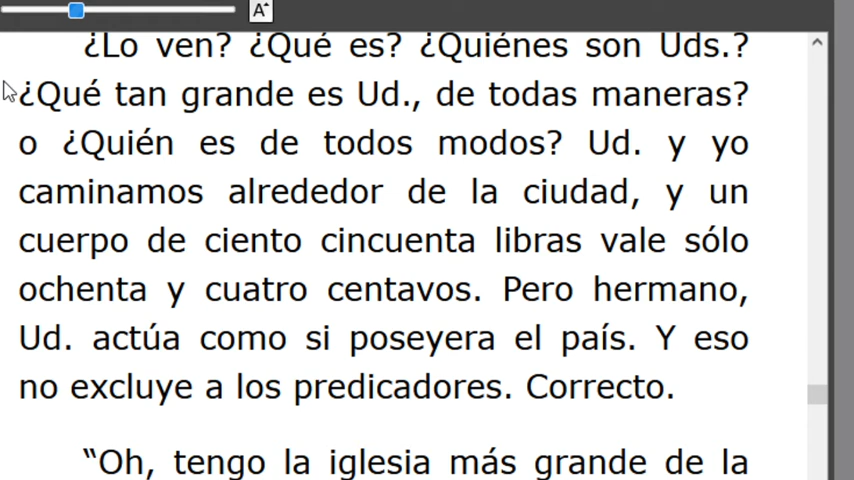 A
¿Lo ven? ¿Qué es? ¿Quiénes son Uds.?
¿Qué tan grande es Ud., de todas maneras?
o ¿Quién es de todos modos? Ud. y yo
caminamos alrededor de la ciudad, y un
cuerpo de ciento cincuenta libras vale sólo
ochenta y cuatro centavos. Pero hermano,
Ud. actúa como si poseyera el país. Y eso
no excluye a los predicadores. Correcto.
“Oh, tengo la iglesia más grande de la